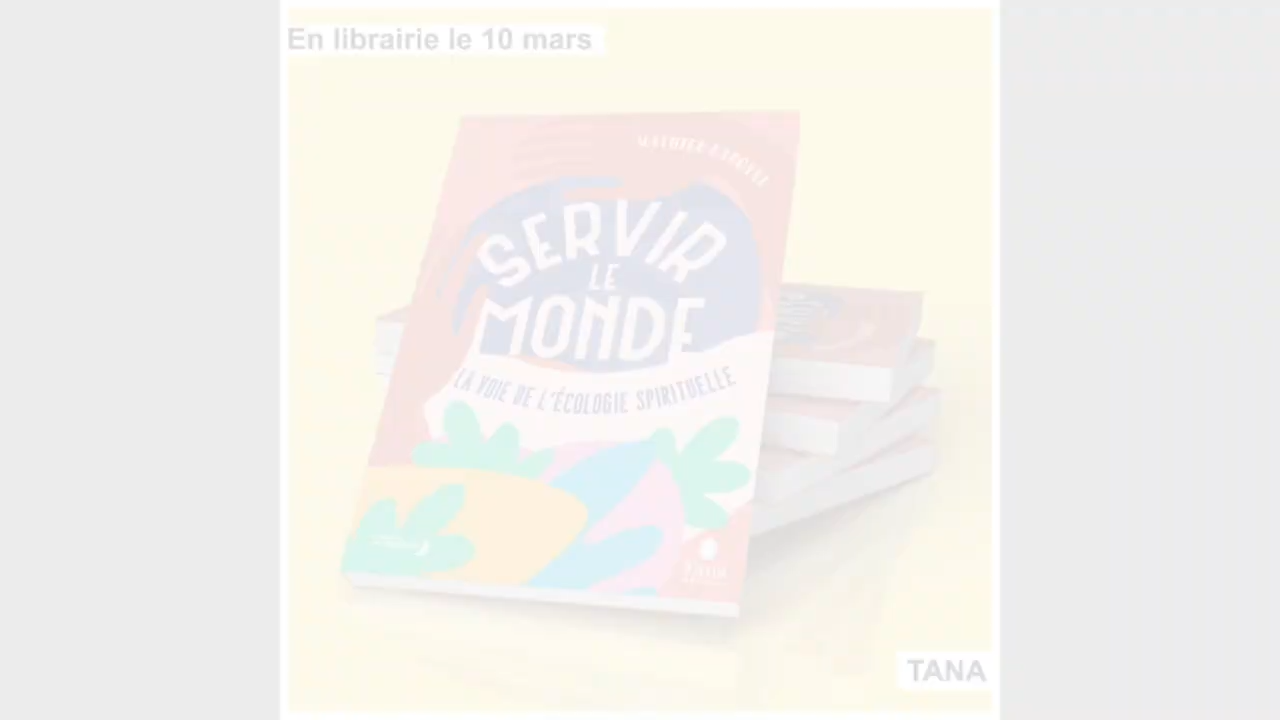 En librairie le 10 mars
SERVIR
LE
MONDE
LA VOIE DE L'ÉCOLOGIE SPIRITUELLE
TANA